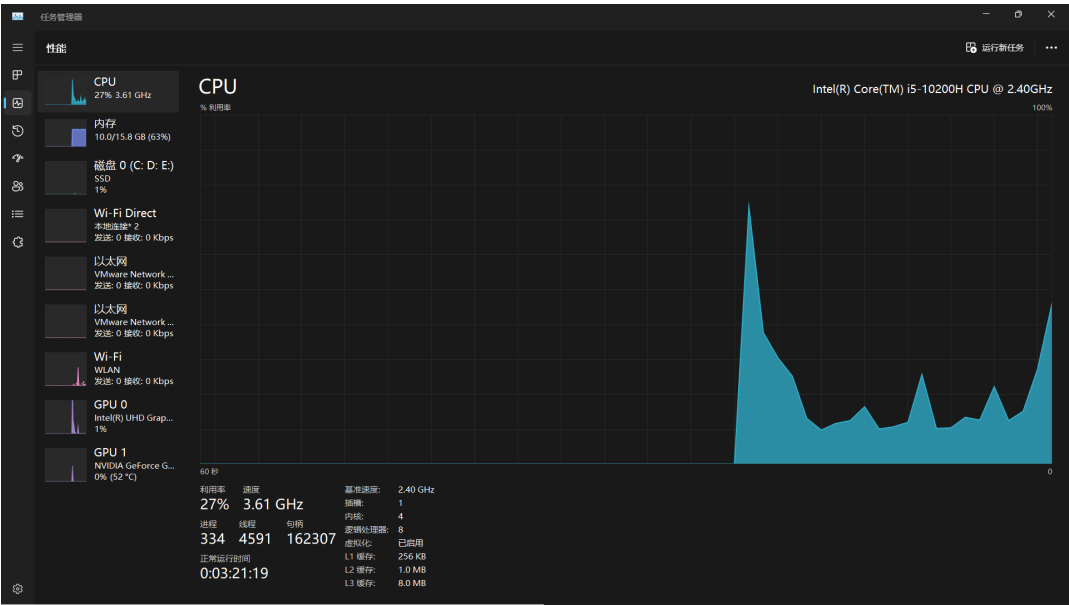 任务管理器
性能
运行新任务
CPU
27% 3.61 GHz
内存
10.0/15.8 GB (63%)
磁盘 0 (C: D: E:)
SSD
1%
Wi-Fi Direct
本地连接* 2
发送: 0 接收: 0 Kbps
以太网
VMware Network ...
发送: 0 接收: 0 Kbps
以太网
VMware Network ...
发送: 0 接收: 0 Kbps
Wi-Fi
WLAN
发送: 0 接收: 0 Kbps
GPU 0
Intel(R) UHD Grap...
1%
GPU 1
NVIDIA GeForce G...
0% (52 °C)
CPU
Intel(R) Core(TM) i5-10200H CPU @ 2.40GHz
% 利用率
100%
60 秒
0
利用率 速度
27% 3.61 GHz
进程 线程 句柄
334 4591 162307
正常运行时间
0:03:21:19
基准速度: 2.40 GHz
插槽: 1
内核: 4
逻辑处理器: 8
虚拟化: 已启用
L1 缓存: 256 KB
L2 缓存: 1.0 MB
L3 缓存: 8.0 MB